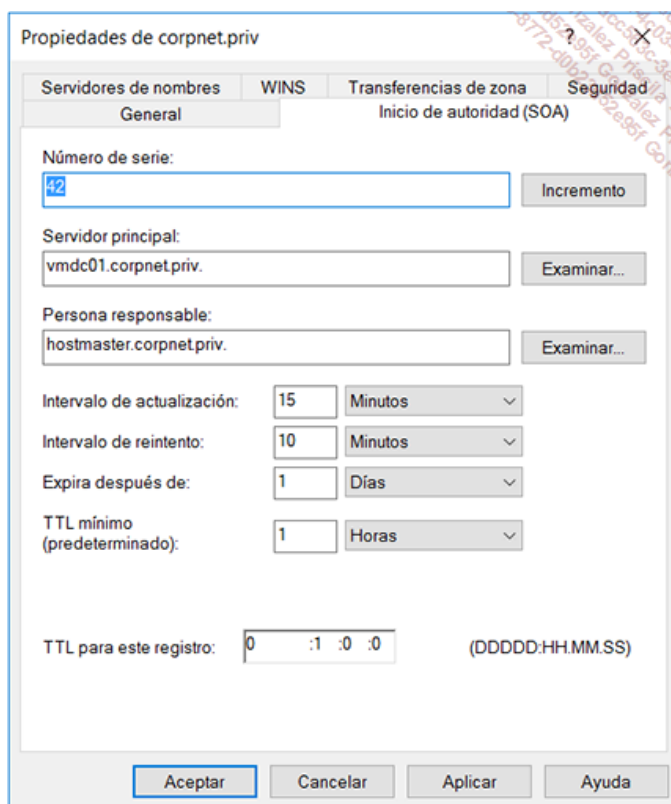 Propiedades de corpnet.priv ? ×
Servidores de nombres WINS Transferencias de zona Seguridad
General Inicio de autoridad (SOA)
Número de serie:
42 Incremento
Servidor principal:
vmdc01.corpnet.priv. Examinar...
Persona responsable:
hostmaster.corpnet.priv. Examinar...
Intervalo de actualización: 15 Minutos
Intervalo de reintento: 10 Minutos
Expira después de: 1 Días
TTL mínimo
(predeterminado): 1 Horas
TTL para este registro: 0 :1 :0 :0 (DDDDD:HH.MM.SS)
Aceptar Cancelar Aplicar Ayuda